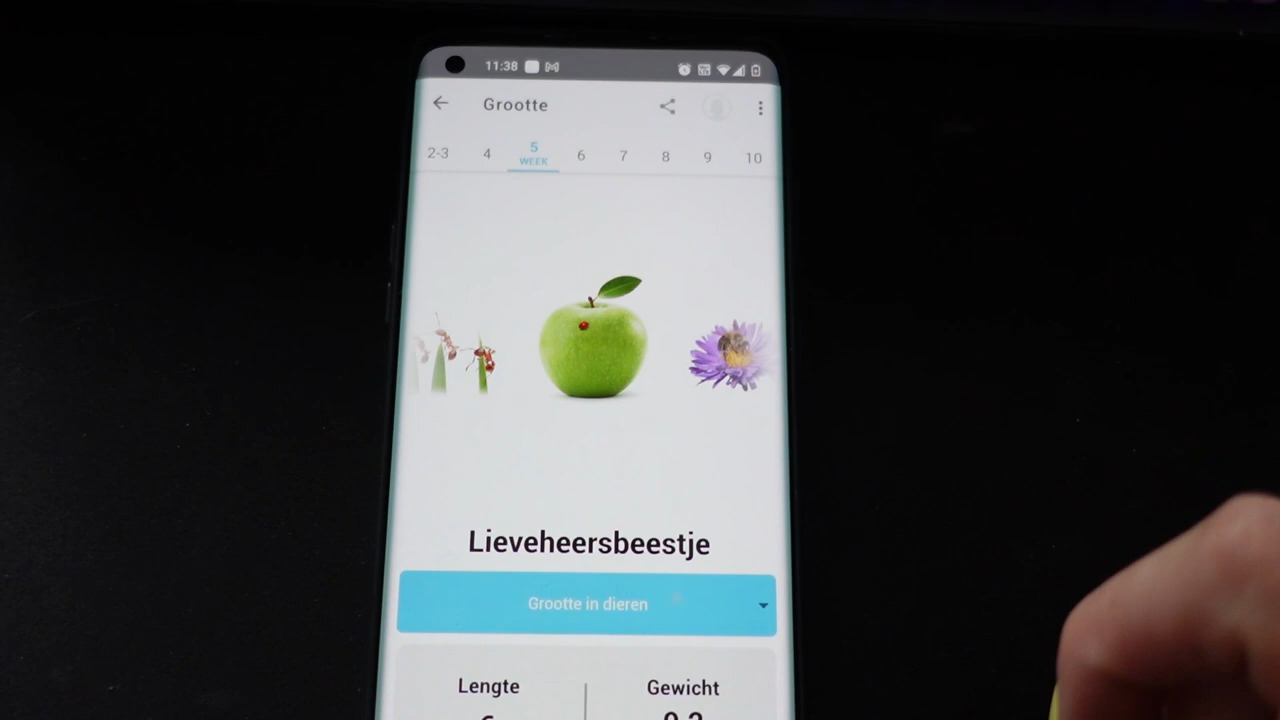 11:38
Grootte
2-3 4 5 6 7 8 9 10
WEEK
Lieveheersbeestje
Grootte in dieren
Lengte Gewicht